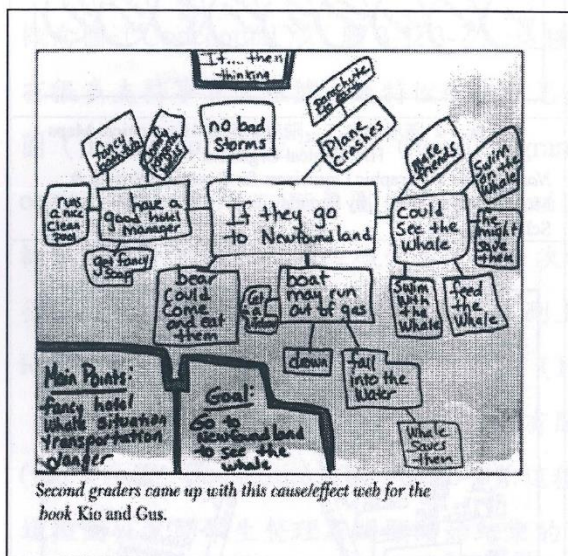 If.... then
thinking
Parachute
no bad
storms
Plane
Crashes
Make
friends
Swim
on the
whale
fancy
runs
a nice
clean
pool
have a
good hotel
manager
If they go
to Newfoundland
Could
See the
Whale
might
save
them
get fancy
Soap
bear
Could
Come
and eat
them
boat
may run
out of gas
Swim
with
the
Whale
feed
the
Whale
fall
into the
Water
Whale
Saves
them
Main Points:
fancy hotel
Whale situation
transportation
danger
Goal:
Go to
Newfoundland
to see the
whale
Second graders came up with this cause/effect web for the
book Kio and Gus.